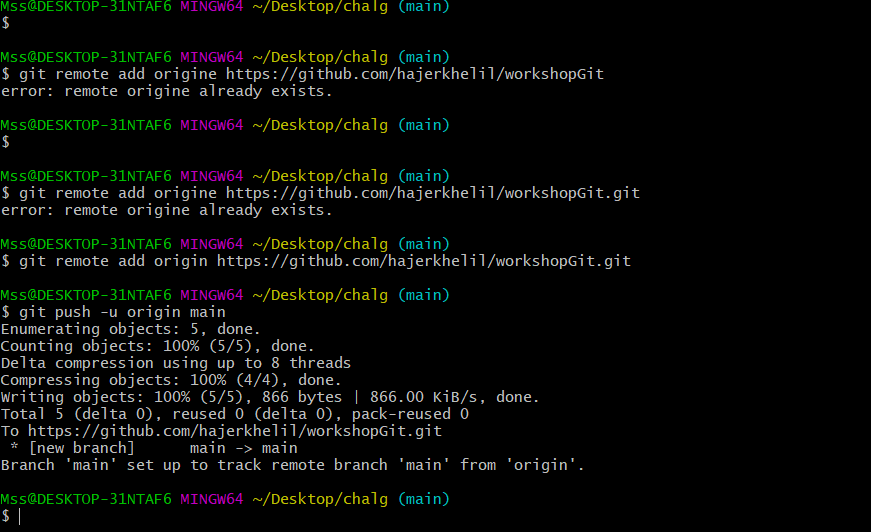 Mss@DESKTOP-31NTAF6 MINGW64 ~/Desktop/chalg (main)
$
Mss@DESKTOP-31NTAF6 MINGW64 ~/Desktop/chalg (main)
$ git remote add origine https://github.com/hajerkhelil/workshopGit
error: remote origine already exists.
Mss@DESKTOP-31NTAF6 MINGW64 ~/Desktop/chalg (main)
$
Mss@DESKTOP-31NTAF6 MINGW64 ~/Desktop/chalg (main)
$ git remote add origine https://github.com/hajerkhelil/workshopGit.git
error: remote origine already exists.
Mss@DESKTOP-31NTAF6 MINGW64 ~/Desktop/chalg (main)
$ git remote add origin https://github.com/hajerkhelil/workshopGit.git
Mss@DESKTOP-31NTAF6 MINGW64 ~/Desktop/chalg (main)
$ git push -u origin main
Enumerating objects: 5, done.
Counting objects: 100% (5/5), done.
Delta compression using up to 8 threads
Compressing objects: 100% (4/4), done.
Writing objects: 100% (5/5), 866 bytes | 866.00 KiB/s, done.
Total 5 (delta 0), reused 0 (delta 0), pack-reused 0
To https://github.com/hajerkhelil/workshopGit.git
 * [new branch]      main -> main
Branch 'main' set up to track remote branch 'main' from 'origin'.
Mss@DESKTOP-31NTAF6 MINGW64 ~/Desktop/chalg (main)
$